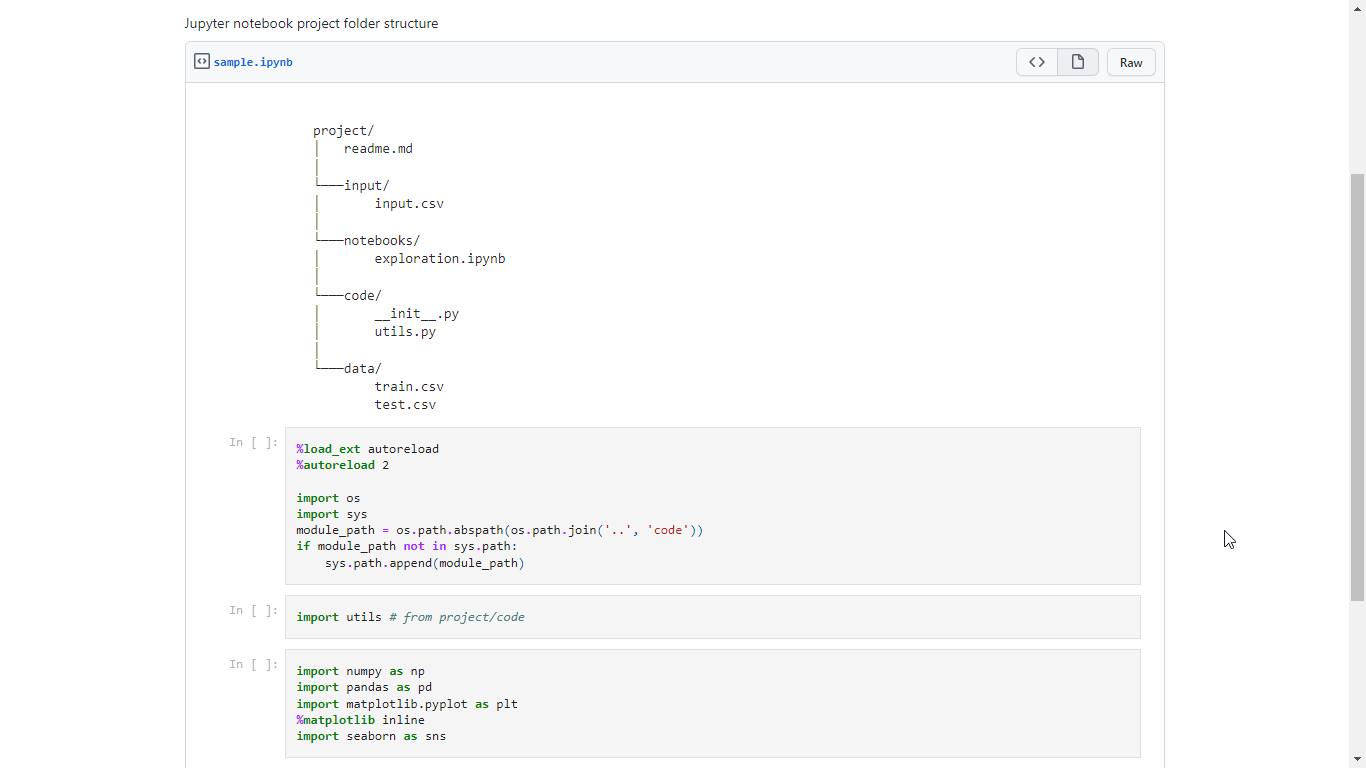 Jupyter notebook project folder structure
sample.ipynb
Raw
project/
│   readme.md
│
└───input/
│       input.csv
│
└───notebooks/
│       exploration.ipynb
│
└───code/
│       __init__.py
│       utils.py
│
└───data/
        train.csv
        test.csv
In [ ]:
%load_ext autoreload
%autoreload 2
import os
import sys
module_path = os.path.abspath(os.path.join('..', 'code'))
if module_path not in sys.path:
    sys.path.append(module_path)
In [ ]:
import utils # from project/code
In [ ]:
import numpy as np
import pandas as pd
import matplotlib.pyplot as plt
%matplotlib inline
import seaborn as sns